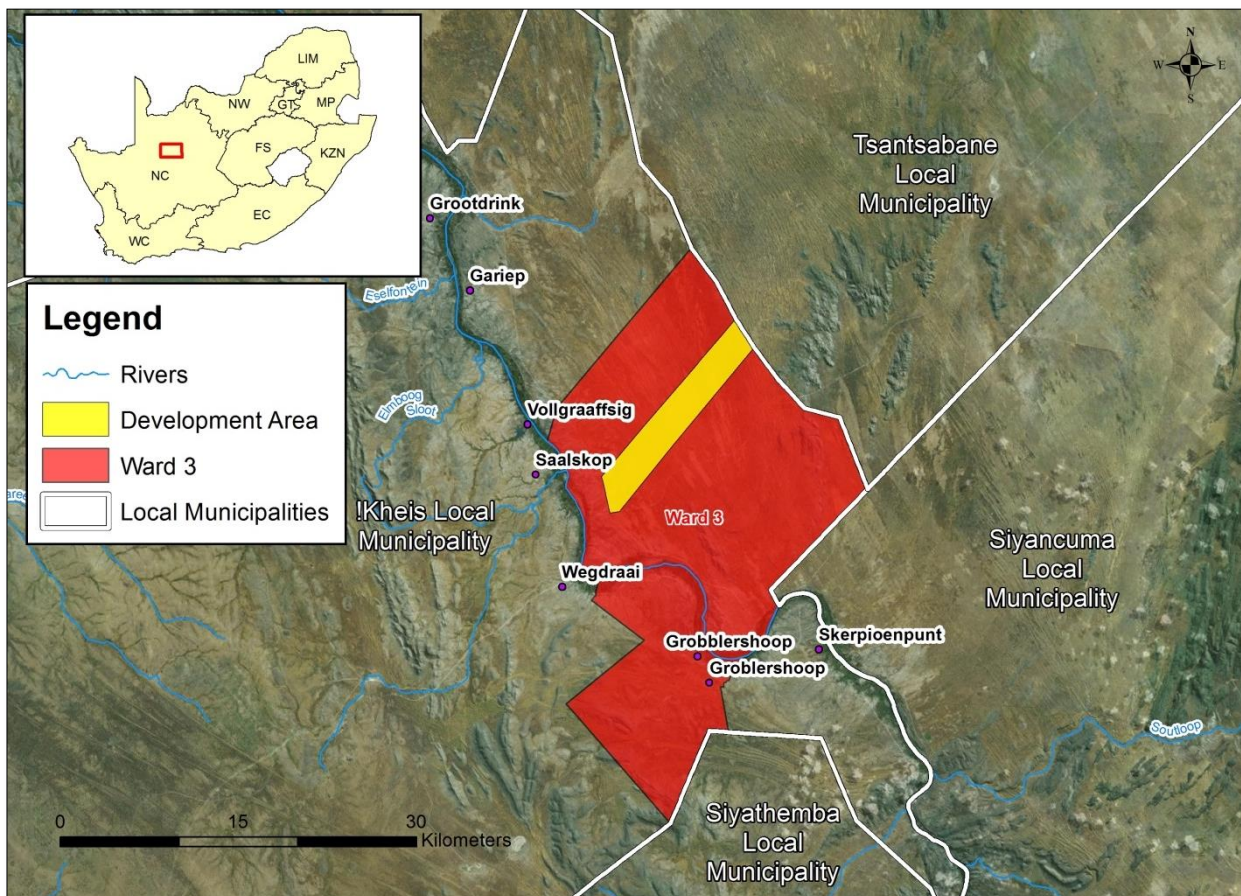 LIM
NW
GT
MP
NC
FS
KZN
EC
WC
N
W
E
S
Legend
Rivers
Development Area
Ward 3
Local Municipalities
Tsantsabane
Local
Municipality
Grootdrink
Gariep
Eselfontein
Elmboog
Sloot
Vollgraaffsig
Saalskop
!Kheis Local
Municipality
Ward 3
Siyancuma
Local
Municipality
Wegdraai
Grobblershoop
Skerpioenpunt
Groblershoop
Soutloop
Siyathemba
Local
Municipality
0
15
30
Kilometers